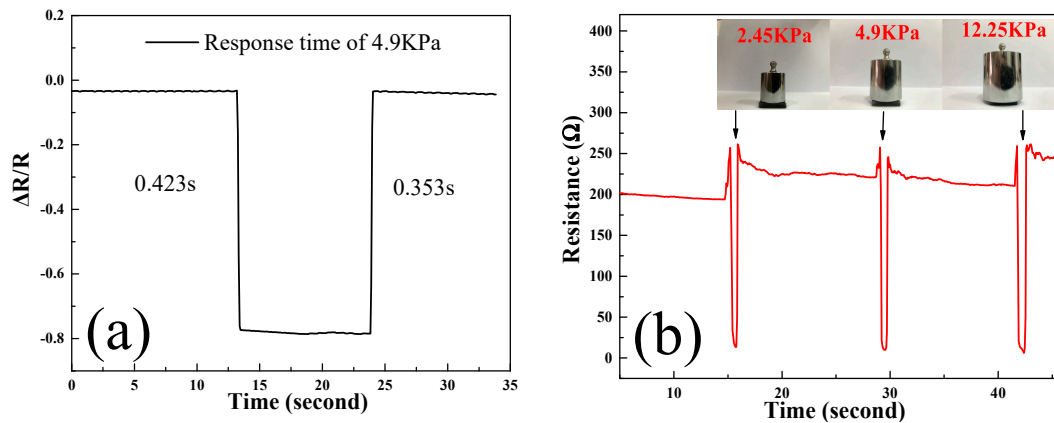 0.2
0.0
-0.2
-0.4
-0.6
-0.8
ΔR/R
Response time of 4.9KPa
0.423s
0.353s
(a)
0 5 10 15 20 25 30 35
Time (second)
400
350
300
250
200
150
100
50
0
Resistance (Ω)
2.45KPa 4.9KPa 12.25KPa
(b)
10 20 30 40
Time (second)